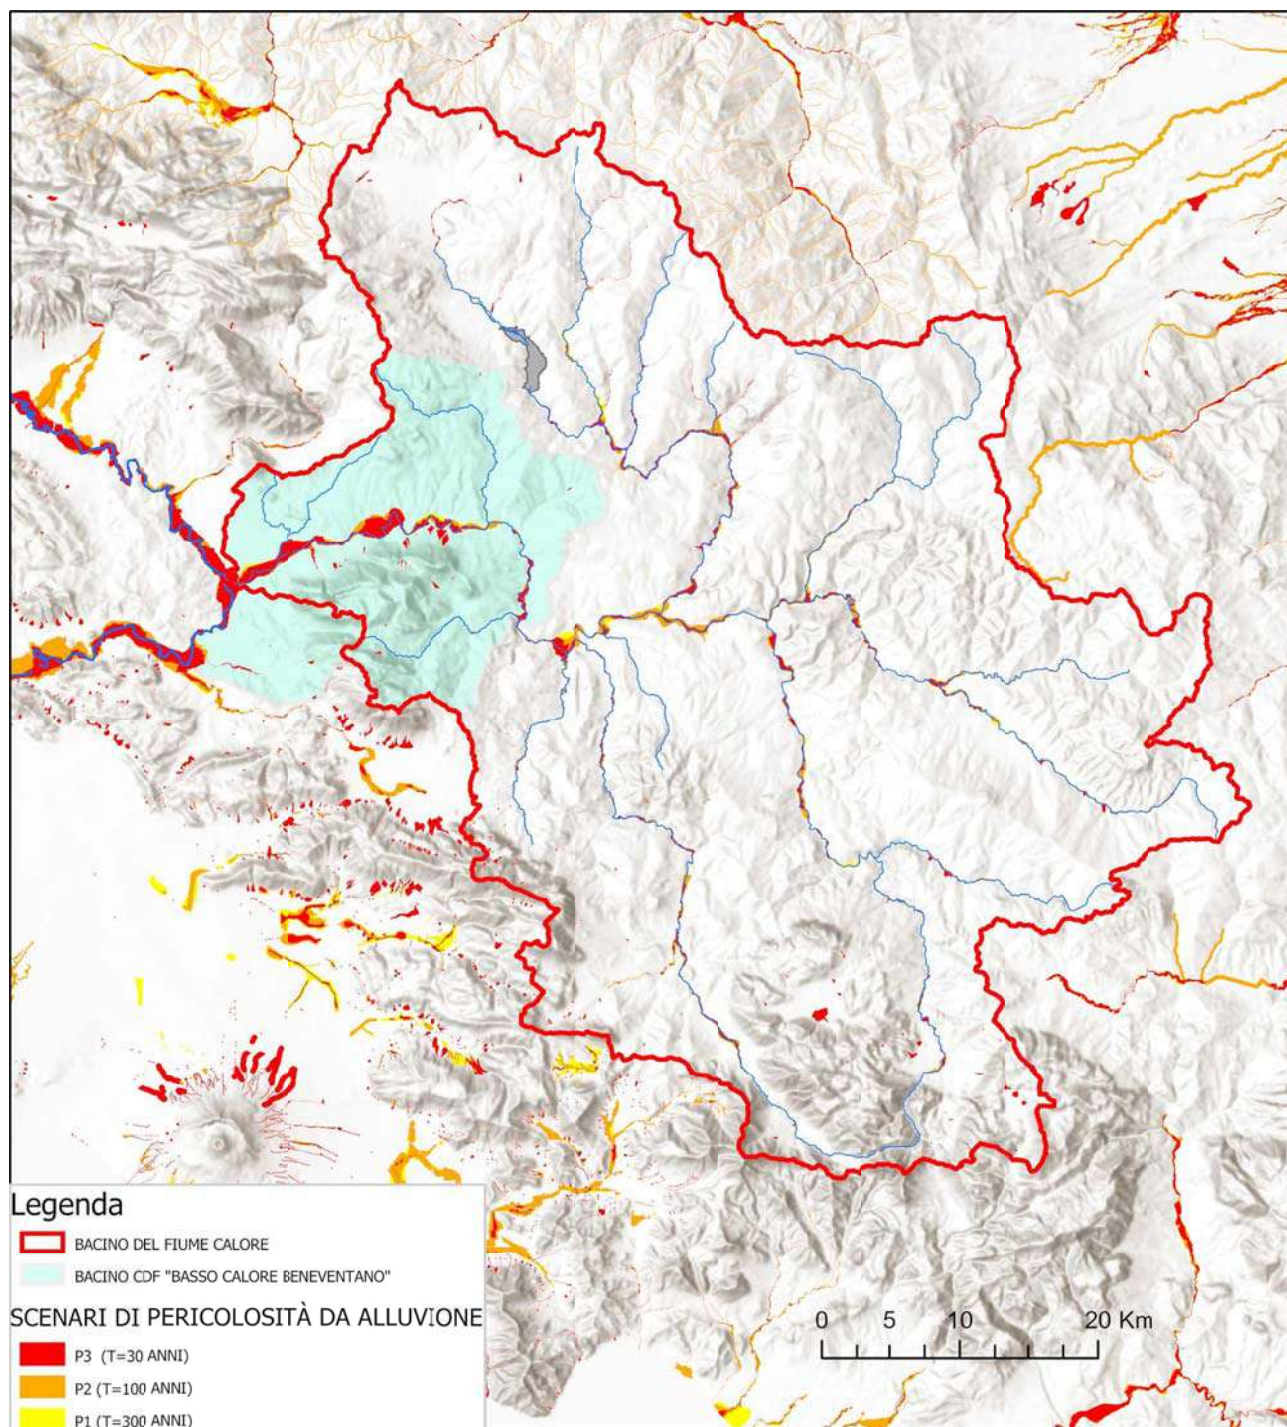 Legenda
BACINO DEL FIUME CALORE
BACINO CDF "BASSO CALORE BENEVENTANO"
SCENARI DI PERICOLOSITÀ DA ALLUVIONE
P3 (T=30 ANNI)
P2 (T=100 ANNI)
P1 (T=300 ANNI)
0 5 10 20 Km